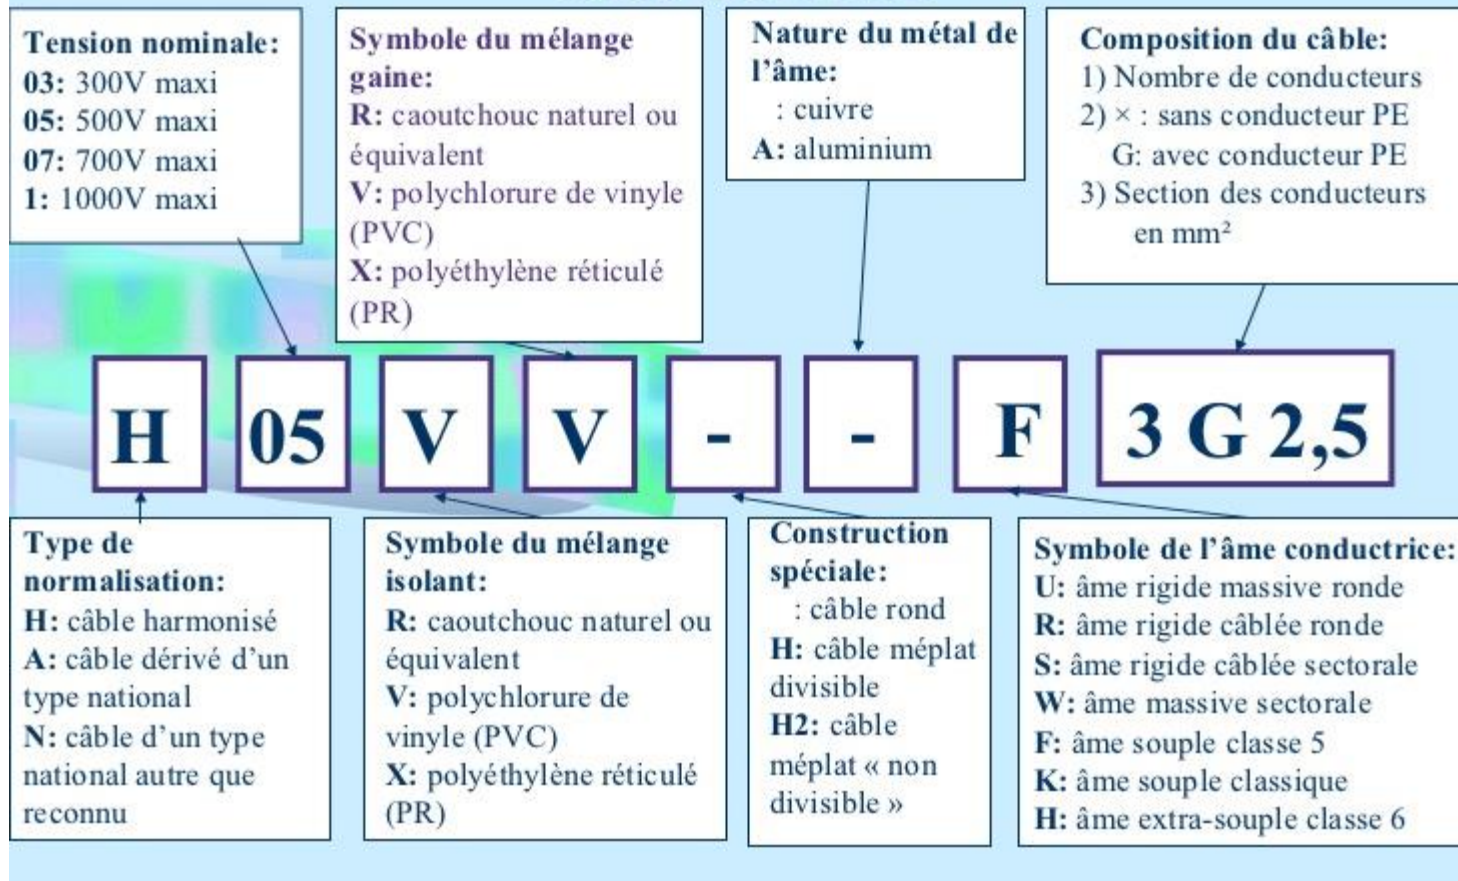 Tension nominale:
03: 300V maxi
05: 500V maxi
07: 700V maxi
1: 1000V maxi
Symbole du mélange
gaine:
R: caoutchouc naturel ou
équivalent
V: polychlorure de vinyle
(PVC)
X: polyéthylène réticulé
(PR)
Nature du métal de
l’âme:
: cuivre
A: aluminium
Composition du câble:
1) Nombre de conducteurs
2) × : sans conducteur PE
G: avec conducteur PE
3) Section des conducteurs
en mm²
H 05 V V - - F 3 G 2,5
Type de
normalisation:
H: câble harmonisé
A: câble dérivé d’un
type national
N: câble d’un type
national autre que
reconnu
Symbole du mélange
isolant:
R: caoutchouc naturel ou
équivalent
V: polychlorure de
vinyle (PVC)
X: polyéthylène réticulé
(PR)
Construction
spéciale:
: câble rond
H: câble méplat
divisible
H2: câble
méplat « non
divisible »
Symbole de l’âme conductrice:
U: âme rigide massive ronde
R: âme rigide câblée ronde
S: âme rigide câblée sectorale
W: âme massive sectorale
F: âme souple classe 5
K: âme souple classique
H: âme extra-souple classe 6